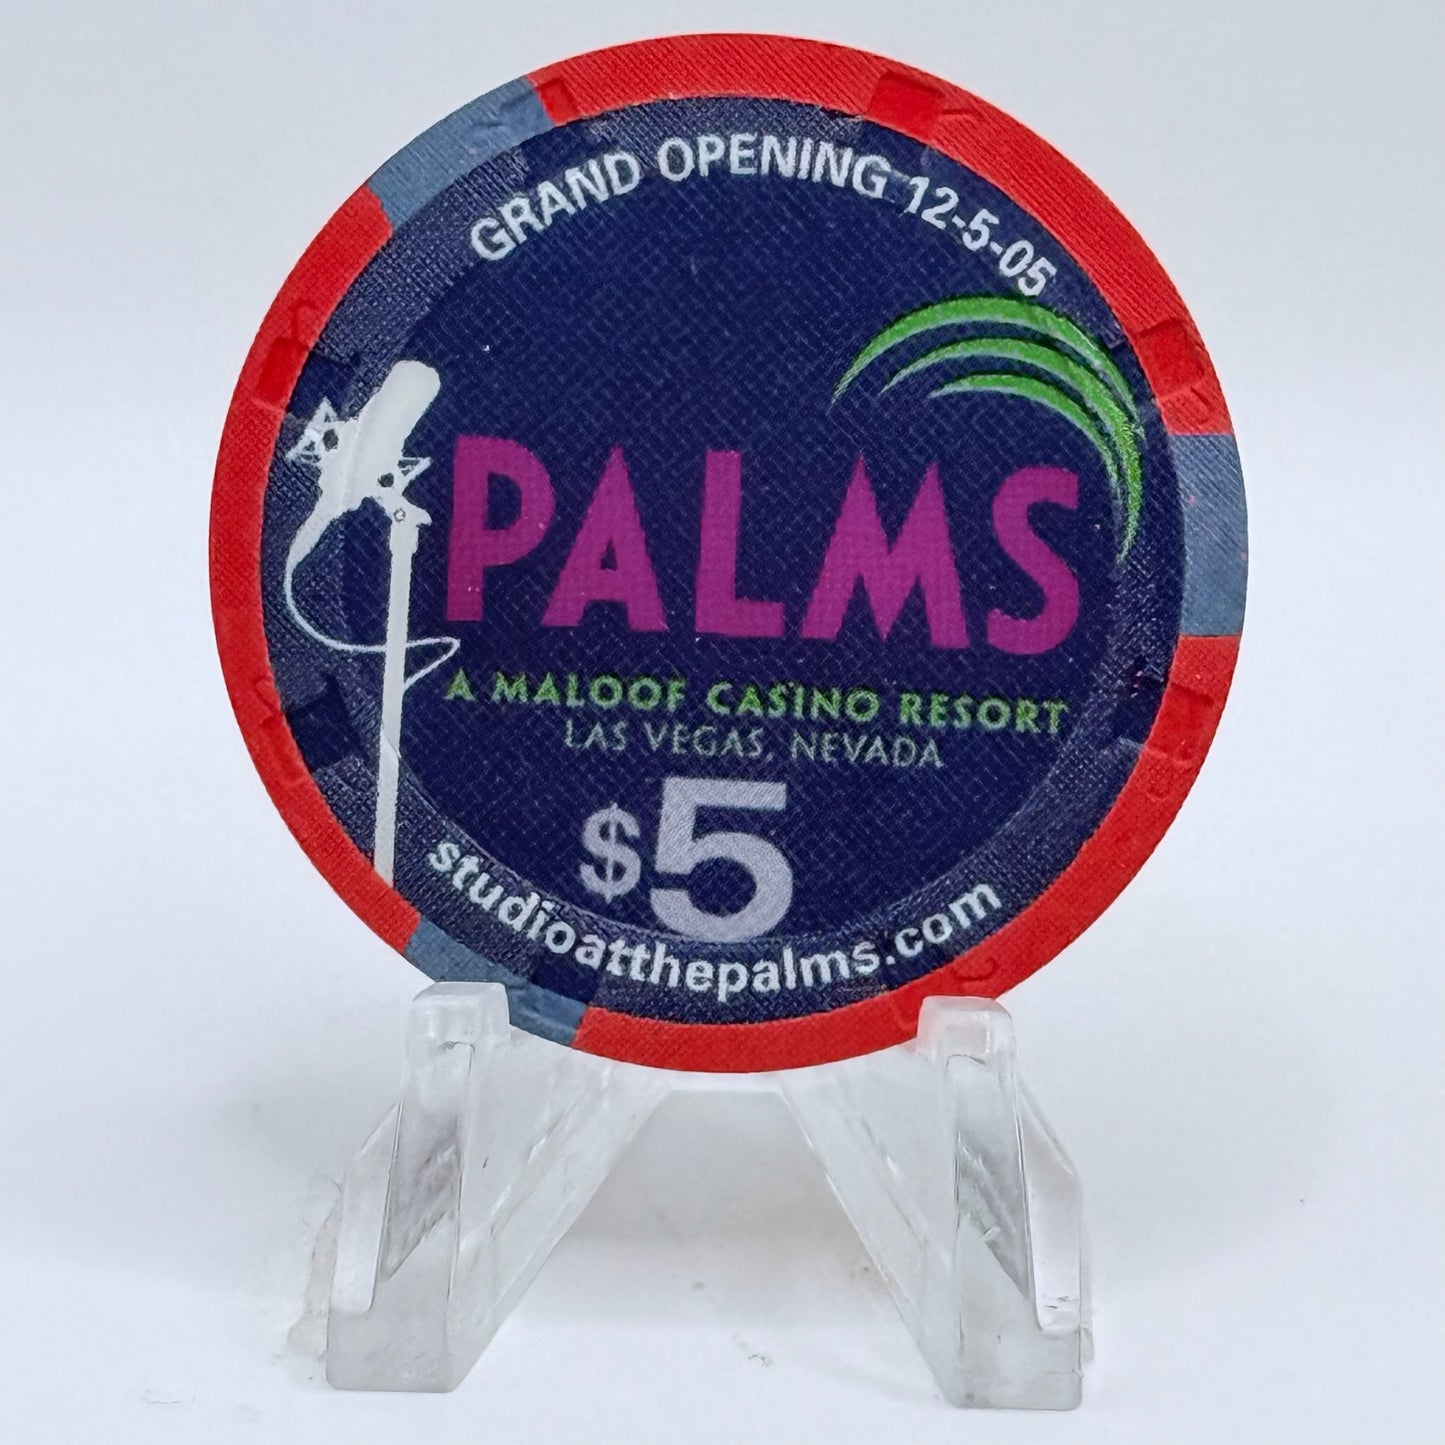 GRAND OPENING 12-5-05
PALMS
A MALOOF CASINO RESORT
LAS VEGAS, NEVADA
$5
studioatthepalms.com